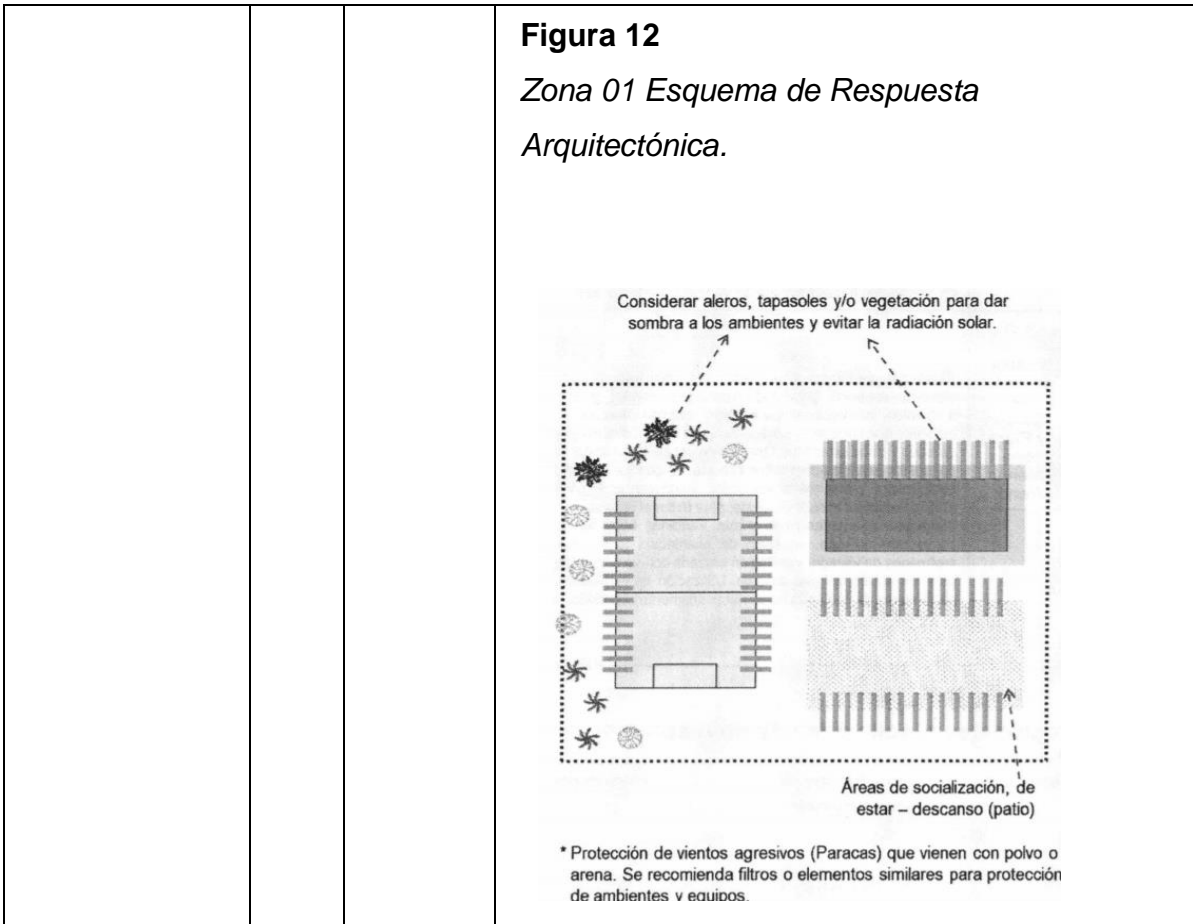 Figura 12
Zona 01 Esquema de Respuesta
Arquitectónica.
Considerar aleros, tapasoles y/o vegetación para dar
sombra a los ambientes y evitar la radiación solar.
Áreas de socialización, de
estar – descanso (patio)
* Protección de vientos agresivos (Paracas) que vienen con polvo o
arena. Se recomienda filtros o elementos similares para protección
de ambientes y equipos.